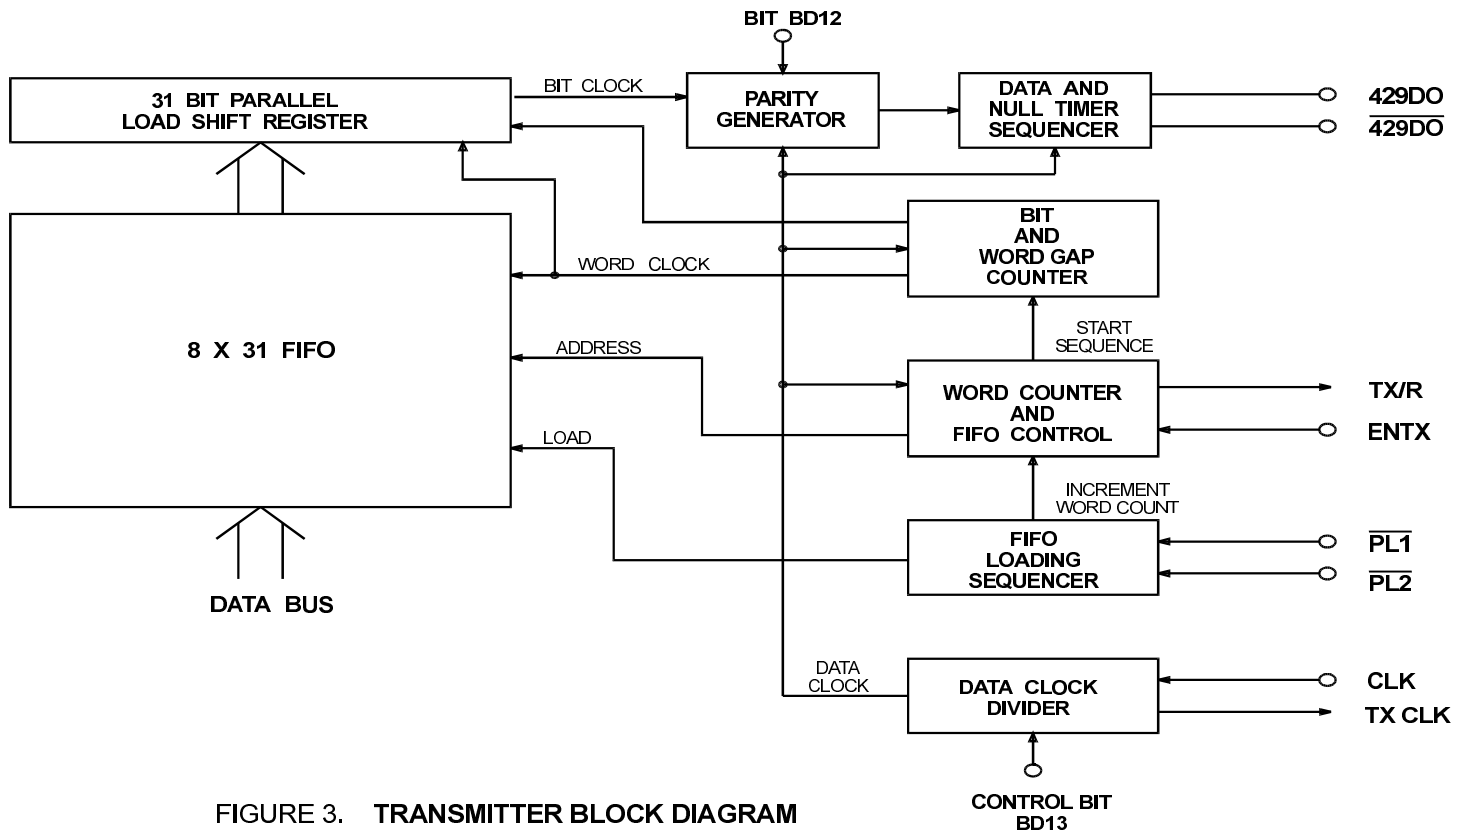 BIT BD12
31 BIT PARALLEL
LOAD SHIFT REGISTER
BIT CLOCK
PARITY
GENERATOR
DATA AND
NULL TIMER
SEQUENCER
429DO
429DO
BIT
AND
WORD GAP
COUNTER
WORD CLOCK
8 X 31 FIFO
START
SEQUENCE
ADDRESS
WORD COUNTER
AND
FIFO CONTROL
TX/R
ENTX
LOAD
INCREMENT
WORD COUNT
FIFO
LOADING
SEQUENCER
PL1
PL2
DATA BUS
DATA
CLOCK
DATA CLOCK
DIVIDER
CLK
TX CLK
CONTROL BIT
BD13
FIGURE 3. TRANSMITTER BLOCK DIAGRAM